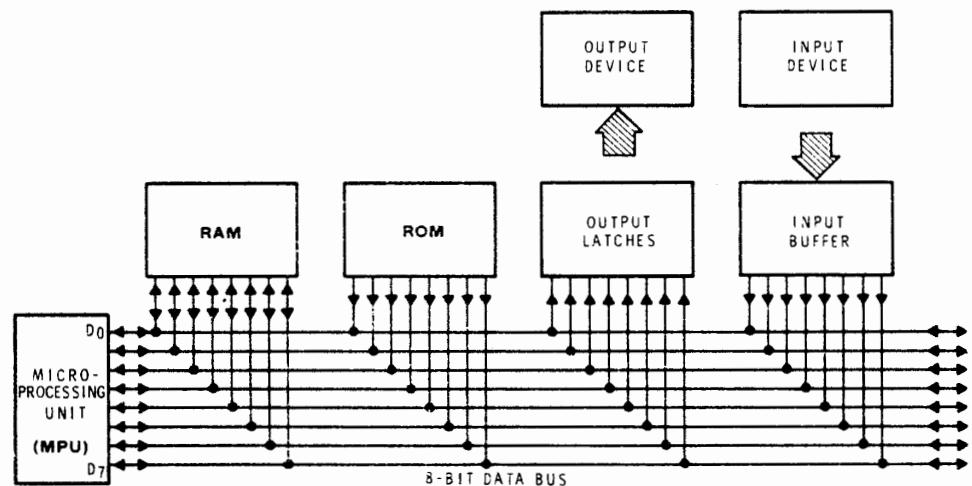 OUTPUT
DEVICE
INPUT
DEVICE
RAM
ROM
OUTPUT
LATCHES
INPUT
BUFFER
D0
MICRO-
PROCESSING
UNIT
(MPU)
D7
8-BIT DATA BUS